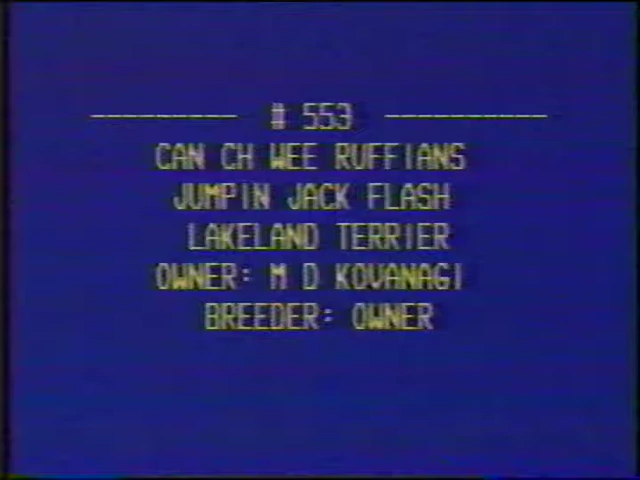 --------- # 553 ----------
CAN CH WEE RUFFIANS
JUMPIN JACK FLASH
LAKELAND TERRIER
OWNER: M D KOVANAGI
BREEDER: OWNER